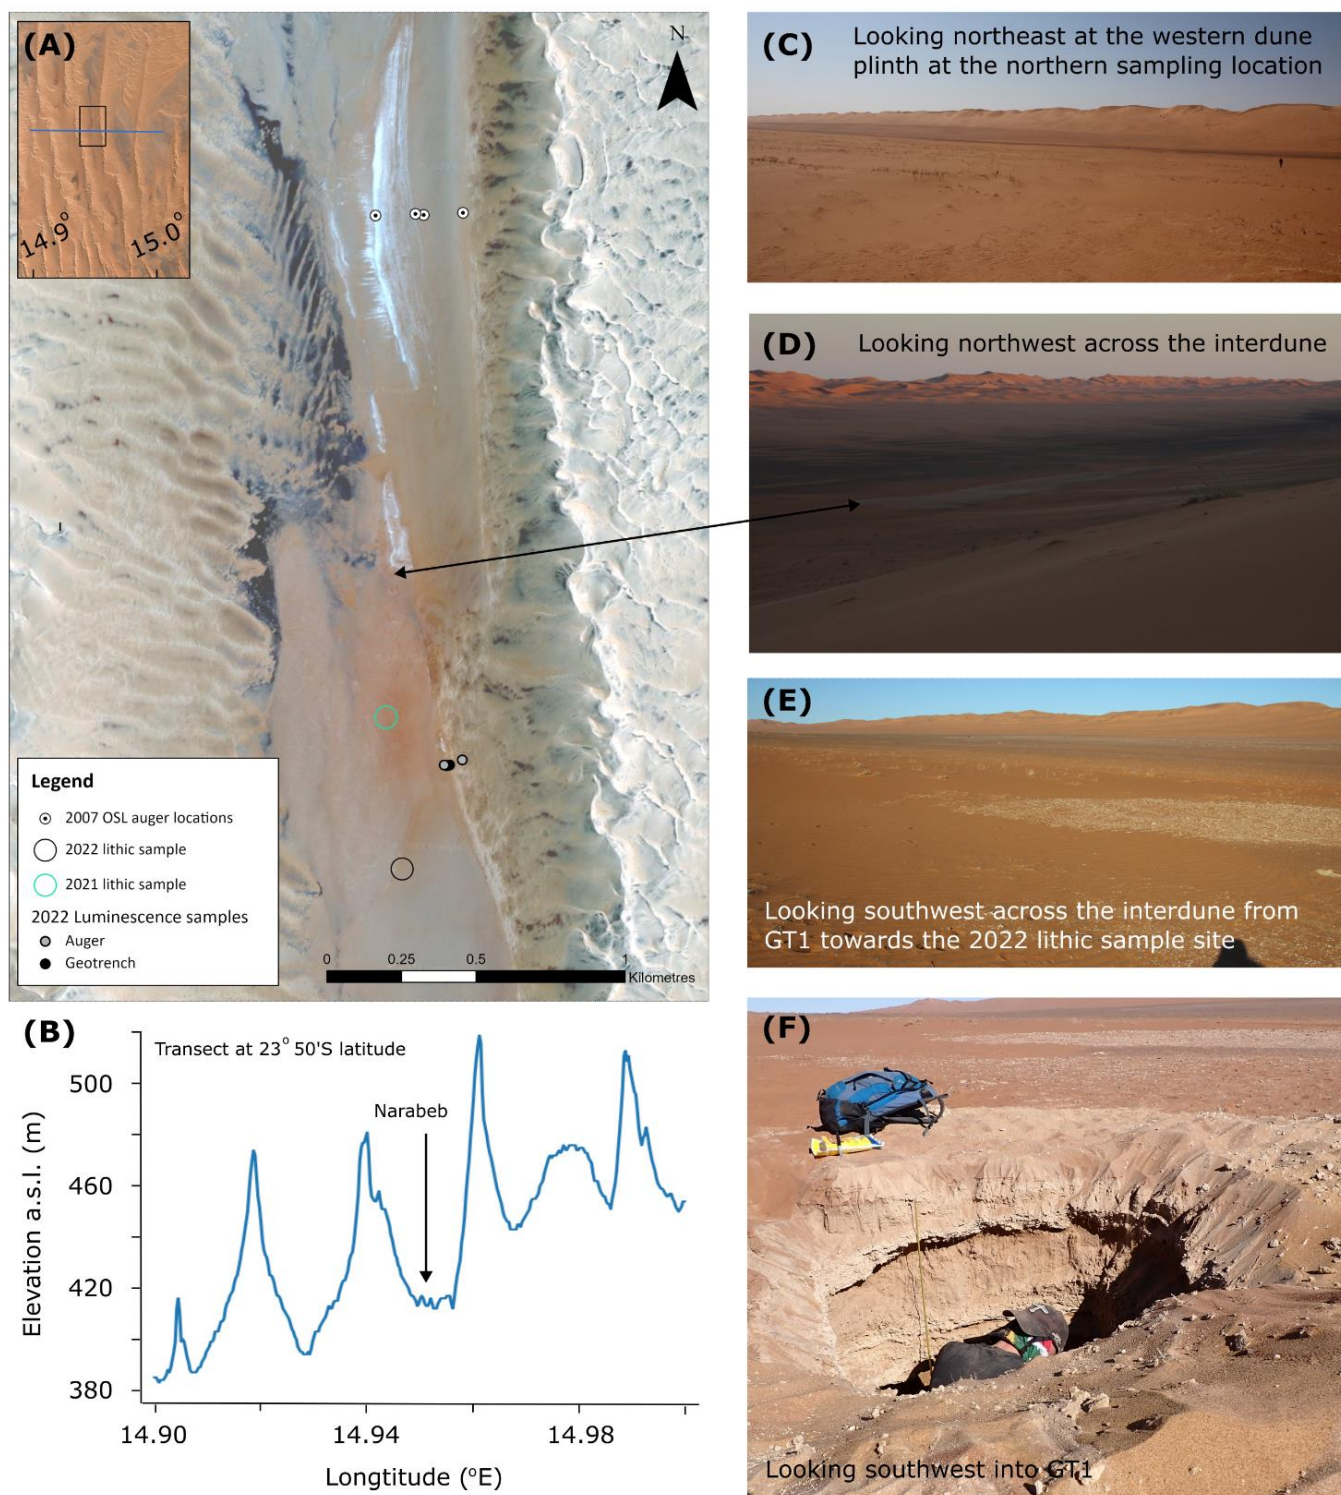 (A)
14.9°
15.0°
N
Legend
2007 OSL auger locations
2022 lithic sample
2021 lithic sample
2022 Luminescence samples
Auger
Geotrench
0 0.25 0.5 1
Kilometres
(B)
Transect at 23° 50'S latitude
Narabeb
Elevation a.s.l. (m)
500
460
420
380
14.90 14.94 14.98
Longtitude (°E)
(C)
Looking northeast at the western dune
plinth at the northern sampling location
(D)
Looking northwest across the interdune
(E)
Looking southwest across the interdune from
GT1 towards the 2022 lithic sample site
(F)
Looking southwest into GT1